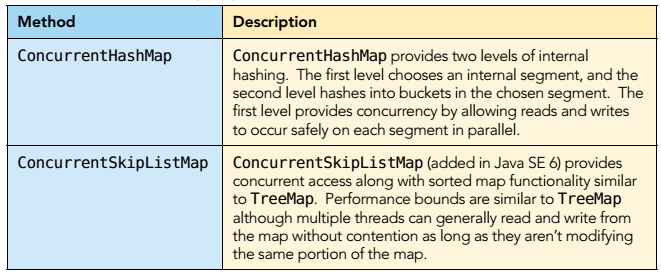 Method Description
ConcurrentHashMap ConcurrentHashMap provides two levels of internal
hashing. The first level chooses an internal segment, and the
second level hashes into buckets in the chosen segment. The
first level provides concurrency by allowing reads and writes
to occur safely on each segment in parallel.
ConcurrentSkipListMap ConcurrentSkipListMap (added in Java SE 6) provides
concurrent access along with sorted map functionality similar
to TreeMap. Performance bounds are similar to TreeMap
although multiple threads can generally read and write from
the map without contention as long as they aren't modifying
the same portion of the map.